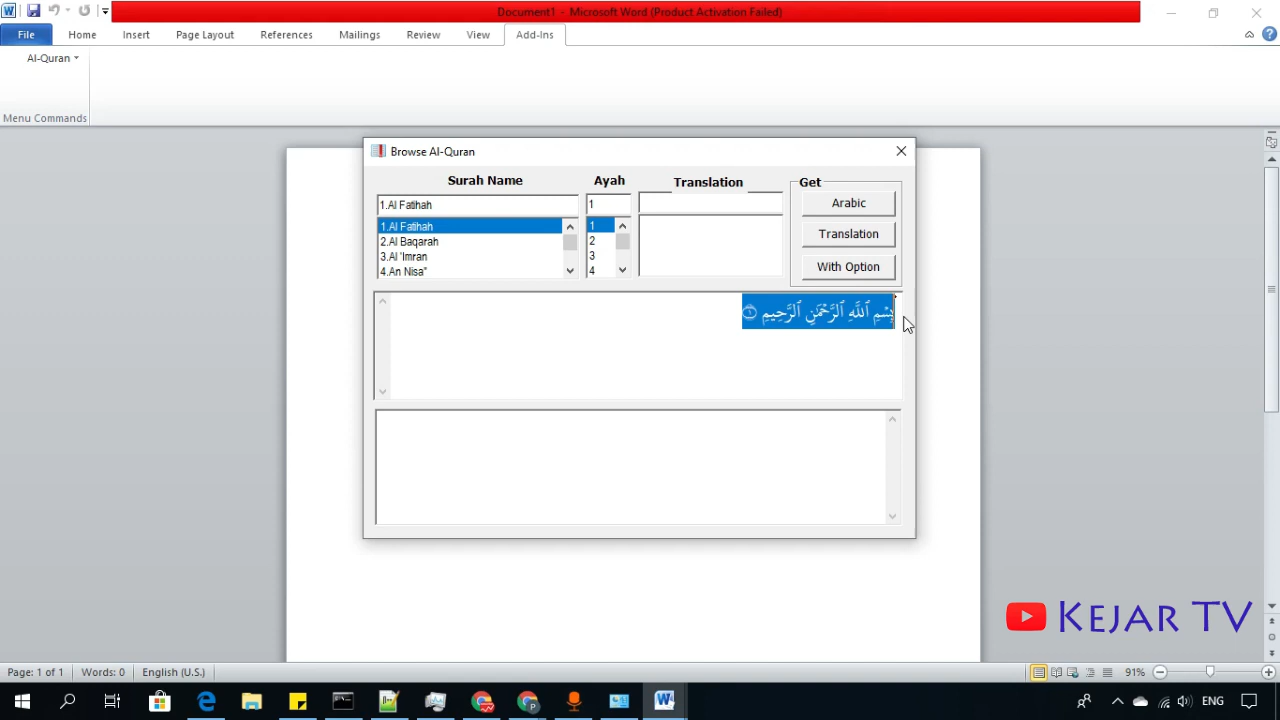 Document1 - Microsoft Word (Product Activation Failed)
File Home Insert Page Layout References Mailings Review View Add-Ins
Al-Quran
Menu Commands
Browse Al-Quran
Surah Name Ayah Translation Get
1.Al Fatihah 1 Arabic
1.Al Fatihah 1
2.Al Baqarah 2 Translation
3.Al 'Imran 3
4.An Nisa" 4 With Option
بِسْمِ ٱللَّهِ ٱلرَّحْمَٰنِ ٱلرَّحِيمِ ١
KEJAR TV
Page: 1 of 1 Words: 0 English (U.S.) 91%
ENG